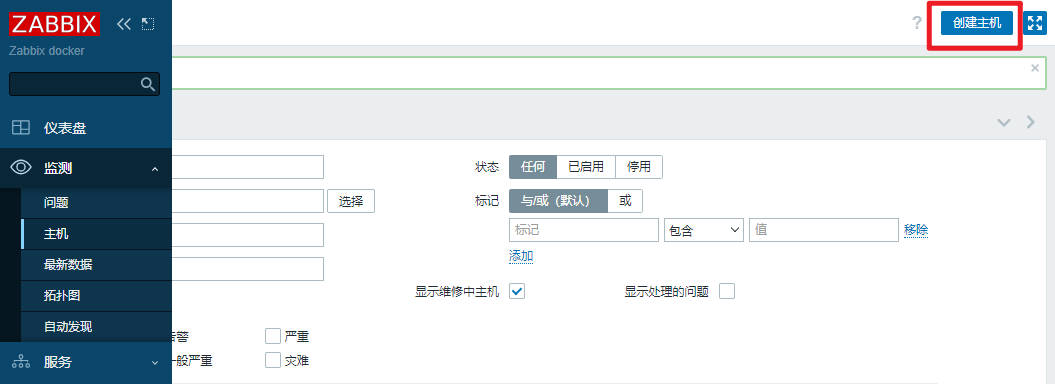 ZABBIX
Zabbix docker
仪表盘
监测
问题
主机
最新数据
拓扑图
自动发现
服务
? 创建主机
状态 任何 已启用 停用
选择 标记 与/或（默认） 或
标记 包含 值 移除
添加
显示维修中主机 显示处理的问题
告警 严重
一般严重 灾难